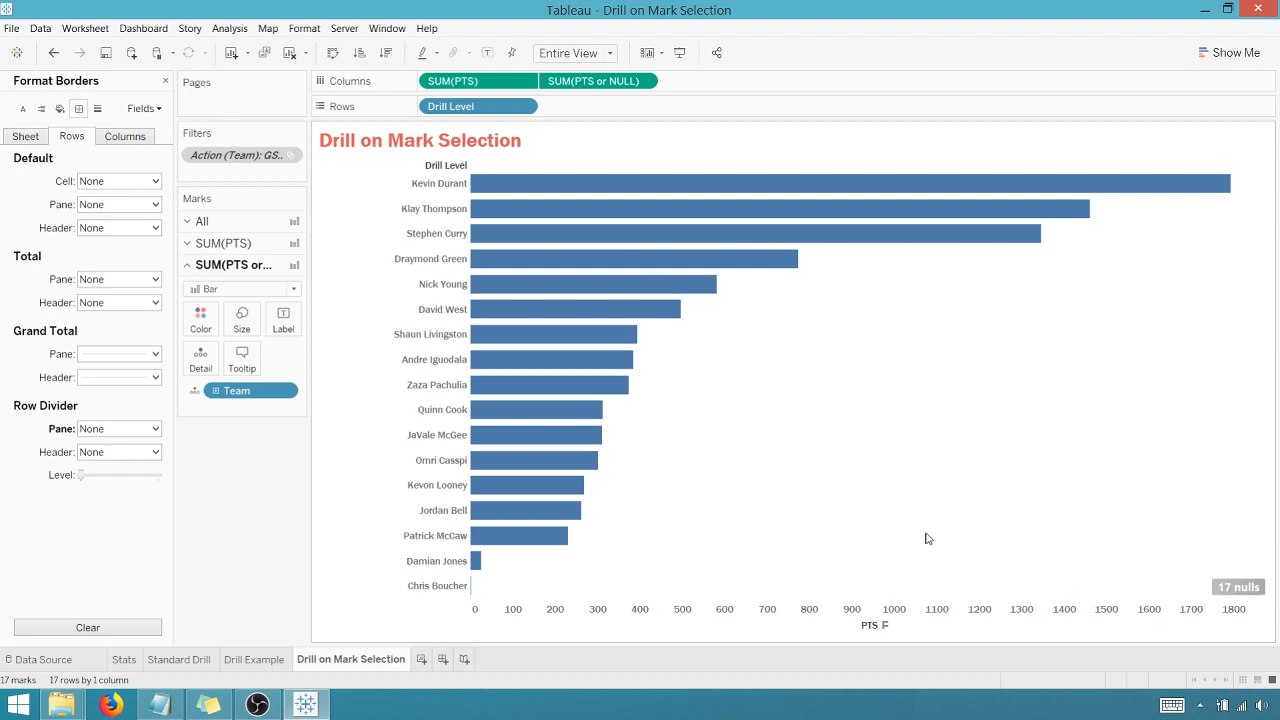 Tableau - Drill on Mark Selection
File Data Worksheet Dashboard Story Analysis Map Format Server Window Help
Entire View
Show Me
Format Borders
Fields
Sheet Rows Columns
Default
Cell: None
Pane: None
Header: None
Total
Pane: None
Header: None
Grand Total
Pane:
Header:
Row Divider
Pane: None
Header: None
Level:
Clear
Pages
Filters
Action (Team): GS..
Marks
All
SUM(PTS)
SUM(PTS or...
Bar
Color Size Label
Detail Tooltip
Team
Columns SUM(PTS) SUM(PTS or NULL)
Rows Drill Level
Drill on Mark Selection
Drill Level
Kevin Durant
Klay Thompson
Stephen Curry
Draymond Green
Nick Young
David West
Shaun Livingston
Andre Iguodala
Zaza Pachulia
Quinn Cook
JaVale McGee
Omri Casspi
Kevon Looney
Jordan Bell
Patrick McCaw
Damian Jones
Chris Boucher
17 nulls
0 100 200 300 400 500 600 700 800 900 1000 1100 1200 1300 1400 1500 1600 1700 1800
PTS
Data Source Stats Standard Drill Drill Example Drill on Mark Selection
17 marks 17 rows by 1 column